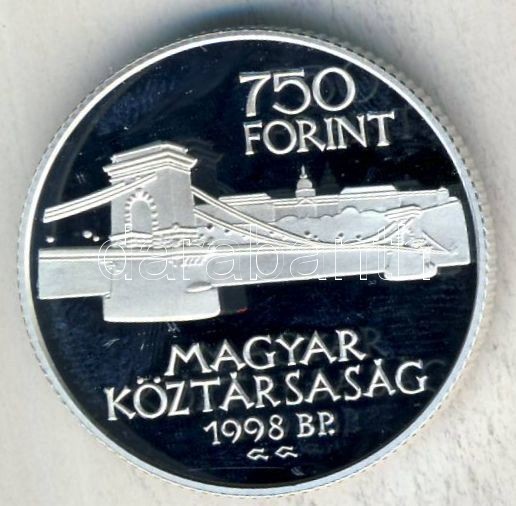 750
FORINT
darabanth
MAGYAR
KÖZTÁRSASÁG
1998 BP.